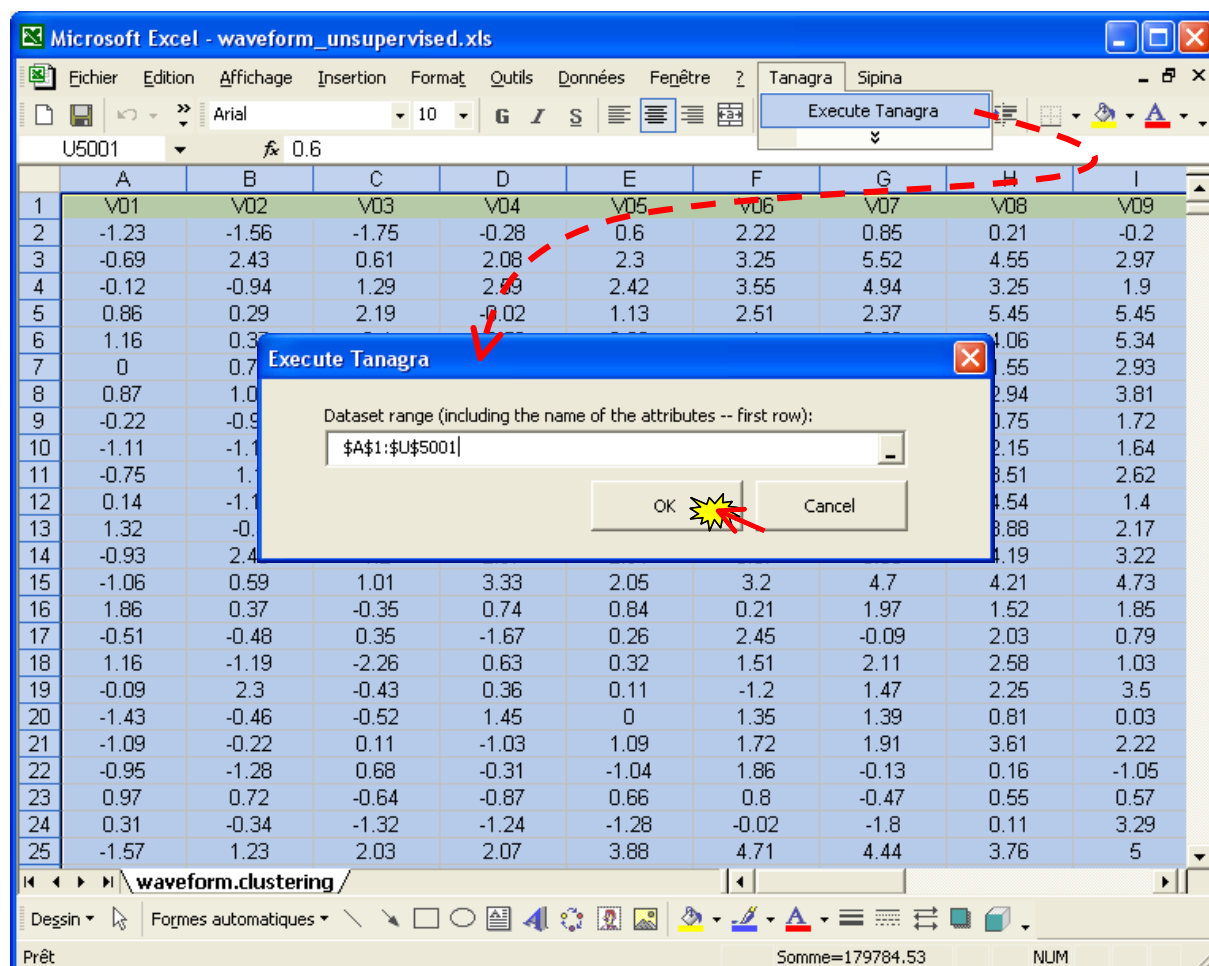 Microsoft Excel - waveform_unsupervised.xls
Fichier Edition Affichage Insertion Format Outils Données Fenêtre ? Tanagra Sipina
Arial 10 G I S
Execute Tanagra
U5001 fx 0.6
A B C D E F G H I
1 V01 V02 V03 V04 V05 V06 V07 V08 V09
2 -1.23 -1.56 -1.75 -0.28 0.6 2.22 0.85 0.21 -0.2
3 -0.69 2.43 0.61 2.08 2.3 3.25 5.52 4.55 2.97
4 -0.12 -0.94 1.29 2.42 3.55 4.94 3.25 1.9
5 0.86 0.29 2.19 -0.02 1.13 2.51 2.37 5.45 5.45
6 1.16 5.34
7 0 2.93
8 0.87 3.81
9 -0.22 1.72
10 -1.11 1.64
11 -0.75 2.62
12 0.14 1.4
13 1.32 2.17
14 -0.93 3.22
Execute Tanagra
Dataset range (including the name of the attributes -- first row):
$A$1:$U$5001
OK Cancel
15 -1.06 0.59 1.01 3.33 2.05 3.2 4.7 4.21 4.73
16 1.86 0.37 -0.35 0.74 0.84 0.21 1.97 1.52 1.85
17 -0.51 -0.48 0.35 -1.67 0.26 2.45 -0.09 2.03 0.79
18 1.16 -1.19 -2.26 0.63 0.32 1.51 2.11 2.58 1.03
19 -0.09 2.3 -0.43 0.36 0.11 -1.2 1.47 2.25 3.5
20 -1.43 -0.46 -0.52 1.45 0 1.35 1.39 0.81 0.03
21 -1.09 -0.22 0.11 -1.03 1.09 1.72 1.91 3.61 2.22
22 -0.95 -1.28 0.68 -0.31 -1.04 1.86 -0.13 0.16 -1.05
23 0.97 0.72 -0.64 -0.87 0.66 0.8 -0.47 0.55 0.57
24 0.31 -0.34 -1.32 -1.24 -1.28 -0.02 -1.8 0.11 3.29
25 -1.57 1.23 2.03 2.07 3.88 4.71 4.44 3.76 5
waveform.clustering
Dessin Formes automatiques
Prêt Somme=179784.53 NUM